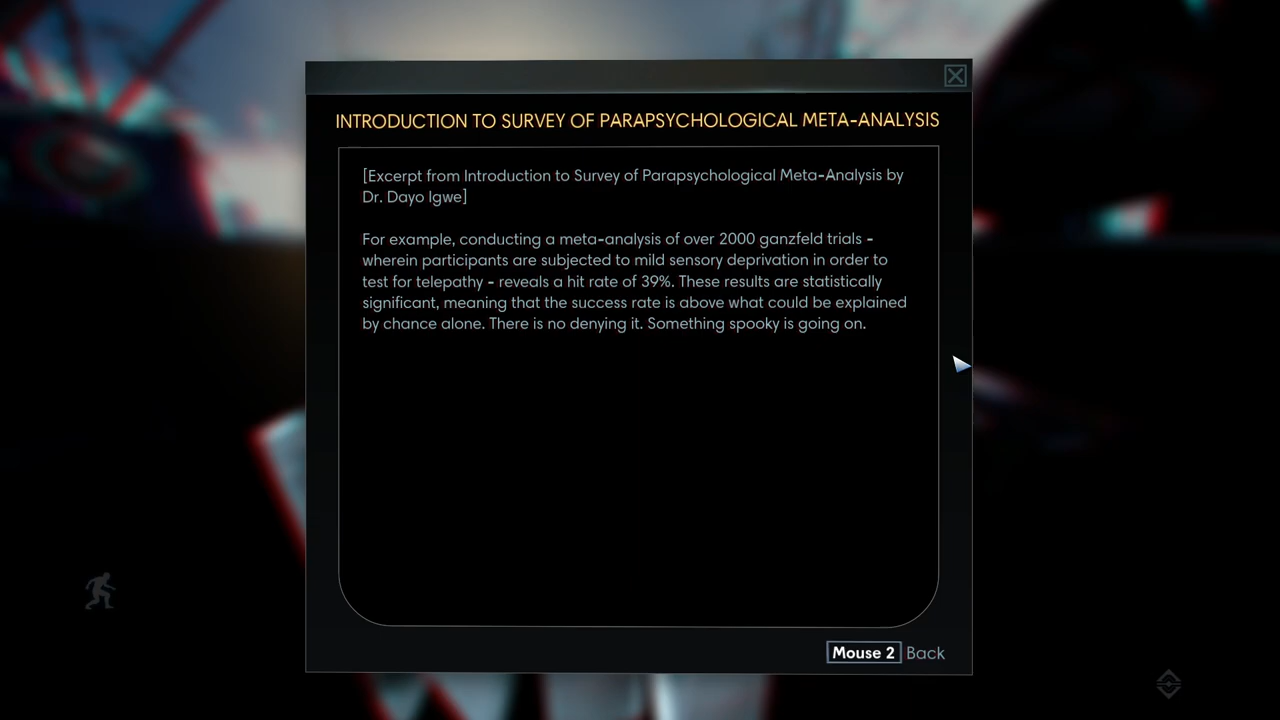 INTRODUCTION TO SURVEY OF PARAPSYCHOLOGICAL META-ANALYSIS
[Excerpt from Introduction to Survey of Parapsychological Meta-Analysis by
Dr. Dayo Igwe]
For example, conducting a meta-analysis of over 2000 ganzfeld trials -
wherein participants are subjected to mild sensory deprivation in order to
test for telepathy - reveals a hit rate of 39%. These results are statistically
significant, meaning that the success rate is above what could be explained
by chance alone. There is no denying it. Something spooky is going on.
Mouse 2 Back